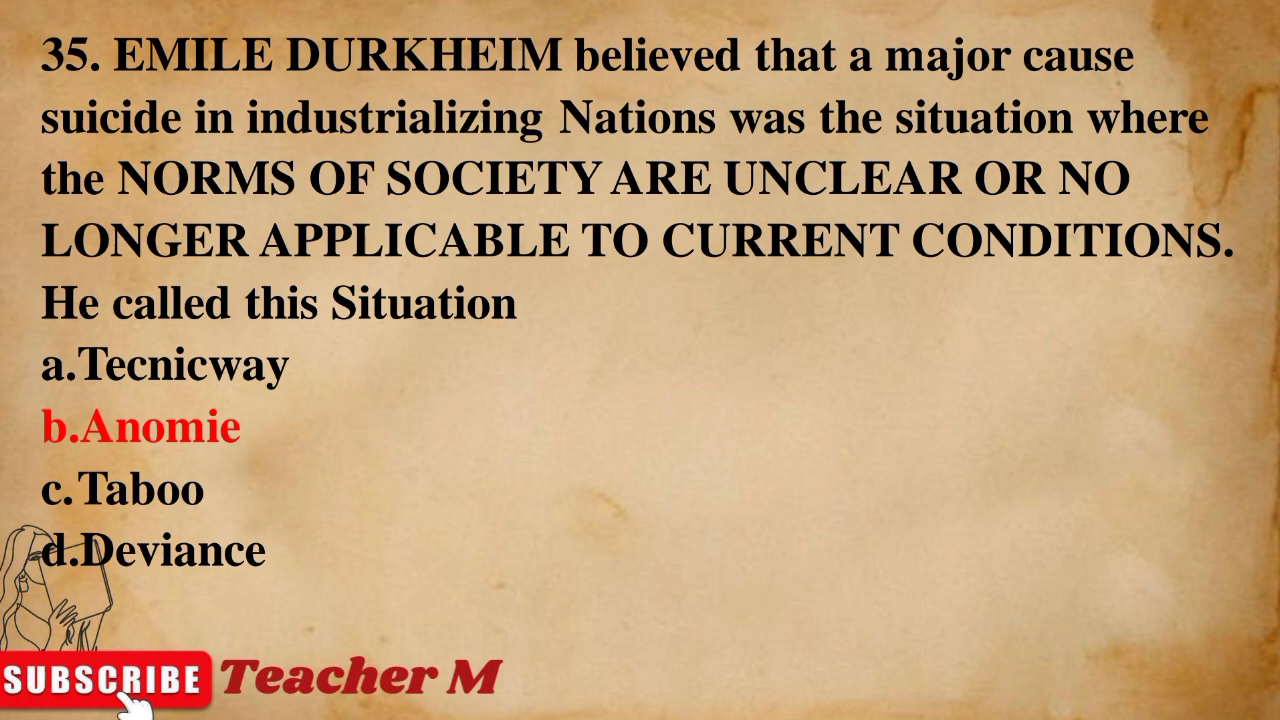 35. EMILE DURKHEIM believed that a major cause
suicide in industrializing Nations was the situation where
the NORMS OF SOCIETY ARE UNCLEAR OR NO
LONGER APPLICABLE TO CURRENT CONDITIONS.
He called this Situation
a.Tecnicway
b.Anomie
c.Taboo
d.Deviance
SUBSCRIBE Teacher M